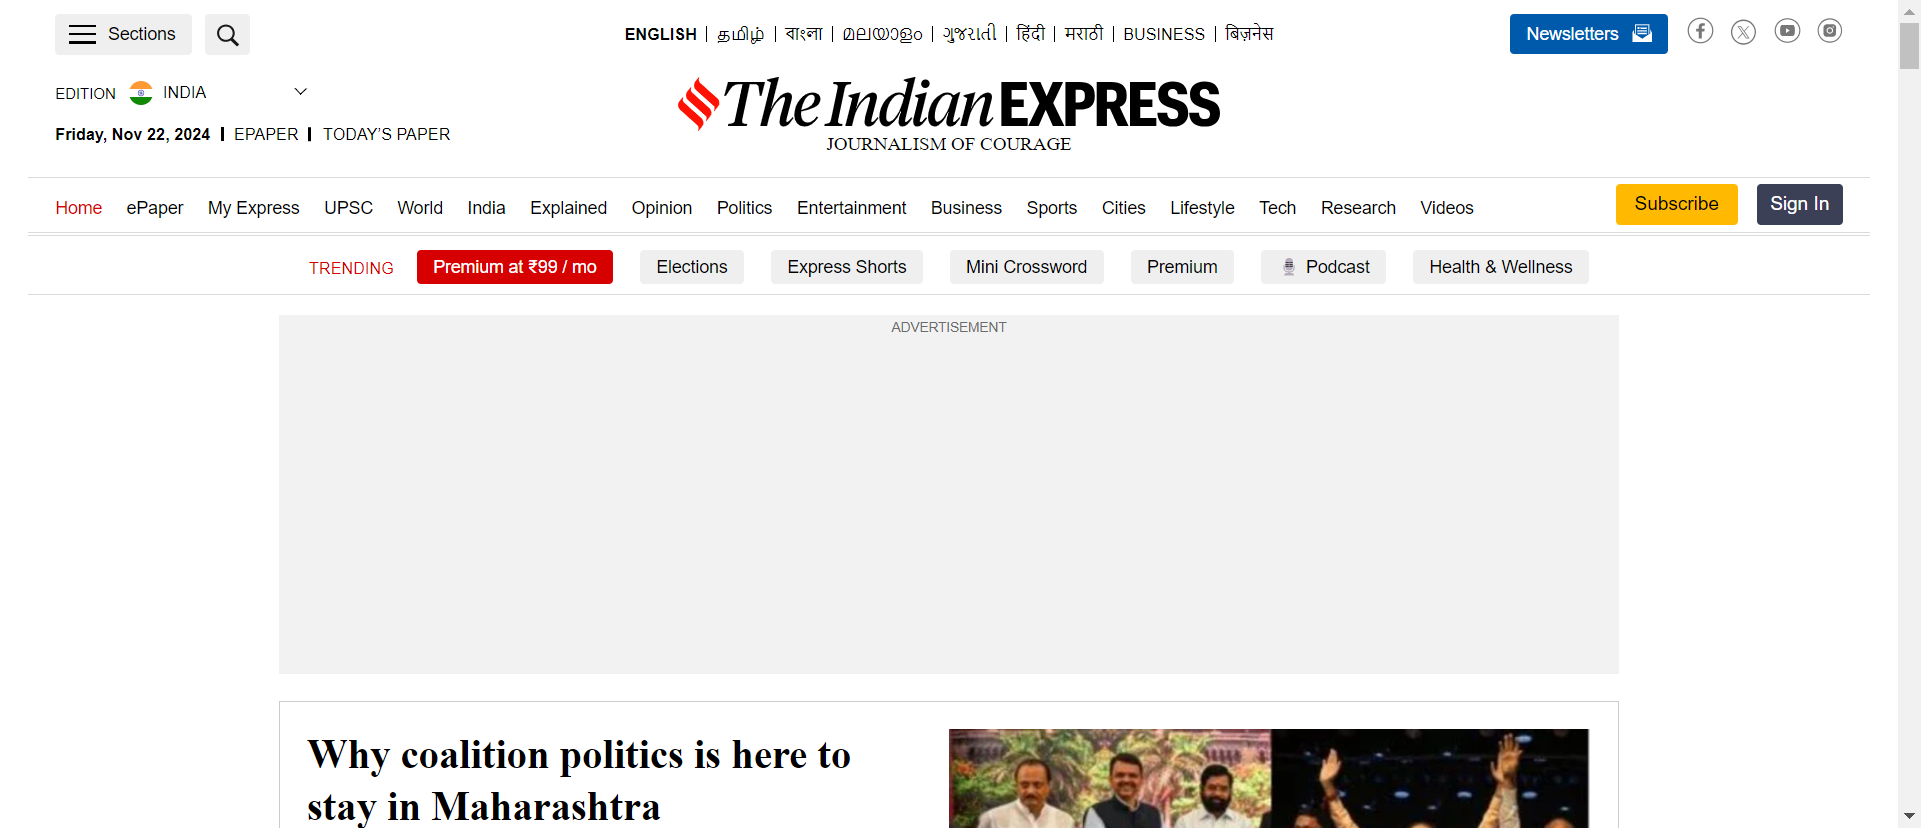 Sections
ENGLISH | தமிழ் | বাংলা | മലയാളം | ગુજરાતી | हिंदी | मराठी | BUSINESS | बिज़नेस
Newsletters
EDITION INDIA
The Indian EXPRESS
JOURNALISM OF COURAGE
Friday, Nov 22, 2024 | EPAPER | TODAY'S PAPER
Home ePaper My Express UPSC World India Explained Opinion Politics Entertainment Business Sports Cities Lifestyle Tech Research Videos
Subscribe Sign In
TRENDING Premium at ₹99 / mo Elections Express Shorts Mini Crossword Premium Podcast Health & Wellness
ADVERTISEMENT
Why coalition politics is here to
stay in Maharashtra